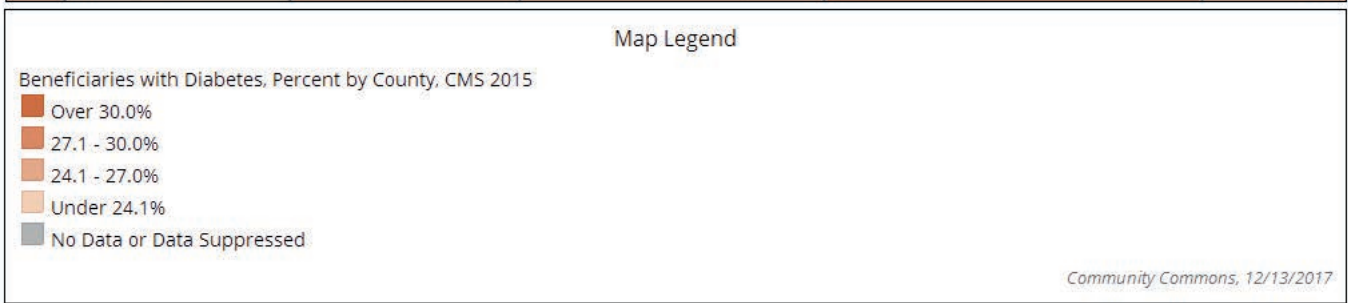 Map Legend
Beneficiaries with Diabetes, Percent by County, CMS 2015
Over 30.0%
27.1 - 30.0%
24.1 - 27.0%
Under 24.1%
No Data or Data Suppressed
Community Commons, 12/13/2017